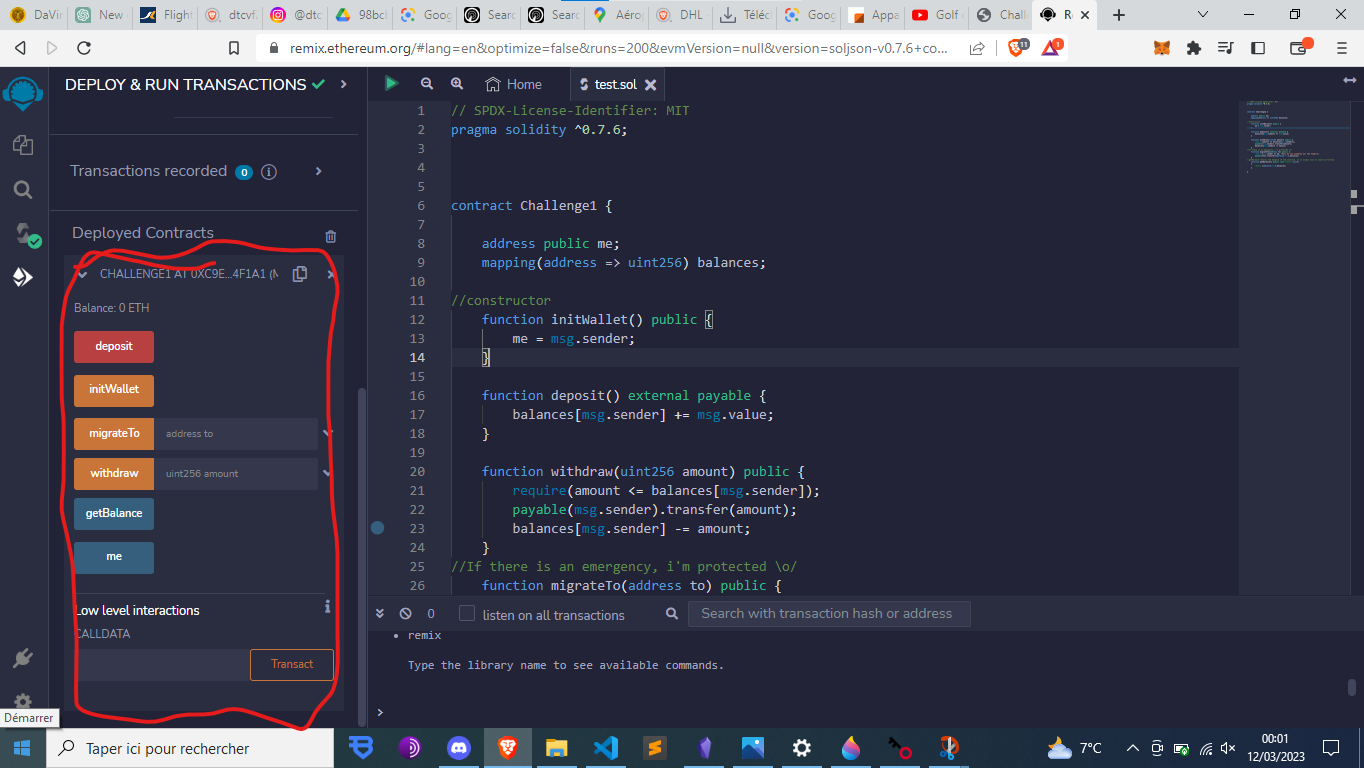 DaVir
New
Flight
dtcvf.
@dtc
98bcl
Goog
Searc
Searc
Goog
Aéro
DHL -
Téléc
Goog
Appa
Golf
Chall
R
remix.ethereum.org/#lang=en&optimize=false&runs=200&evmVersion=null&version=soljson-v0.7.6+co...
11
1
DEPLOY & RUN TRANSACTIONS
Home
test.sol
Transactions recorded 0 i
Deployed Contracts
CHALLENGE1 AT 0XC9E...4F1A1 (M
Balance: 0 ETH
deposit
initWallet
migrateTo address to
withdraw uint256 amount
getBalance
me
Low level interactions i
CALLDATA
Transact
1 // SPDX-License-Identifier: MIT
2 pragma solidity ^0.7.6;
3
4
5
6 contract Challenge1 {
7
8 address public me;
9 mapping(address => uint256) balances;
10
11 //constructor
12 function initWallet() public {
13 me = msg.sender;
14 }
15
16 function deposit() external payable {
17 balances[msg.sender] += msg.value;
18 }
19
20 function withdraw(uint256 amount) public {
21 require(amount <= balances[msg.sender]);
22 payable(msg.sender).transfer(amount);
23 balances[msg.sender] -= amount;
24 }
25 //If there is an emergency, i'm protected \o/
26 function migrateTo(address to) public {
0 listen on all transactions Search with transaction hash or address
• remix
Type the library name to see available commands.
>
Démarrer
Taper ici pour rechercher
7°C
00:01
12/03/2023